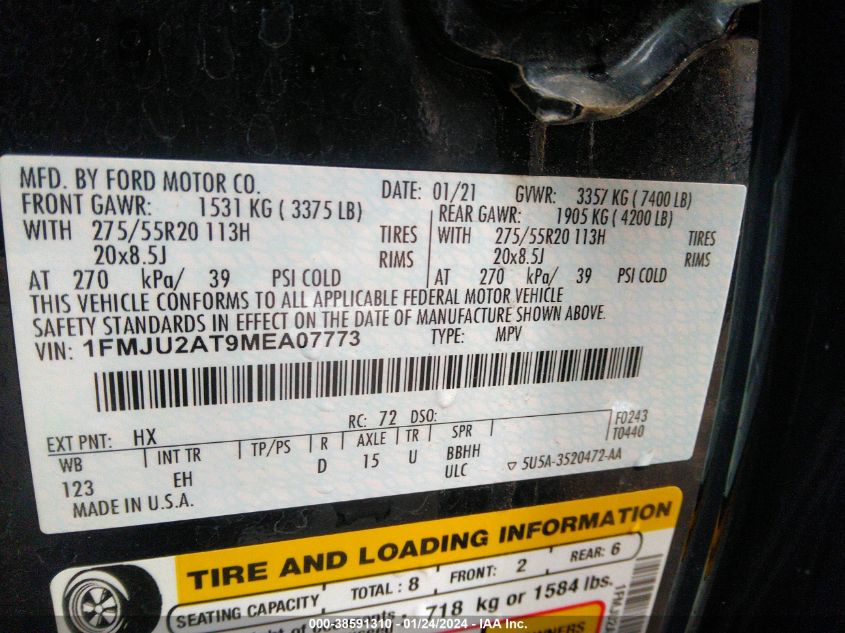 MFD. BY FORD MOTOR CO. DATE: 01/21 GVWR: 3357 KG ( 7400 LB)
FRONT GAWR: 1531 KG ( 3375 LB) REAR GAWR: 1905 KG ( 4200 LB)
WITH 275/55R20 113H TIRES WITH 275/55R20 113H TIRES
20x8.5J RIMS 20x8.5J RIMS
AT 270 kPa/ 39 PSI COLD AT 270 kPa/ 39 PSI COLD
THIS VEHICLE CONFORMS TO ALL APPLICABLE FEDERAL MOTOR VEHICLE
SAFETY STANDARDS IN EFFECT ON THE DATE OF MANUFACTURE SHOWN ABOVE.
VIN: 1FMJU2AT9MEA07773 TYPE: MPV
EXT PNT: HX RC: 72 DSO: F0243
WB INT TR TP/PS R AXLE TR SPR T0440
123 EH D 15 U BBHH
ULC ▽ 5U5A-3520472-AA
MADE IN U.S.A.
TIRE AND LOADING INFORMATION
SEATING CAPACITY TOTAL : 8 FRONT: 2 REAR: 6
718 kg or 1584 lbs.
000-38591310 - 01/24/2024 - IAA Inc.